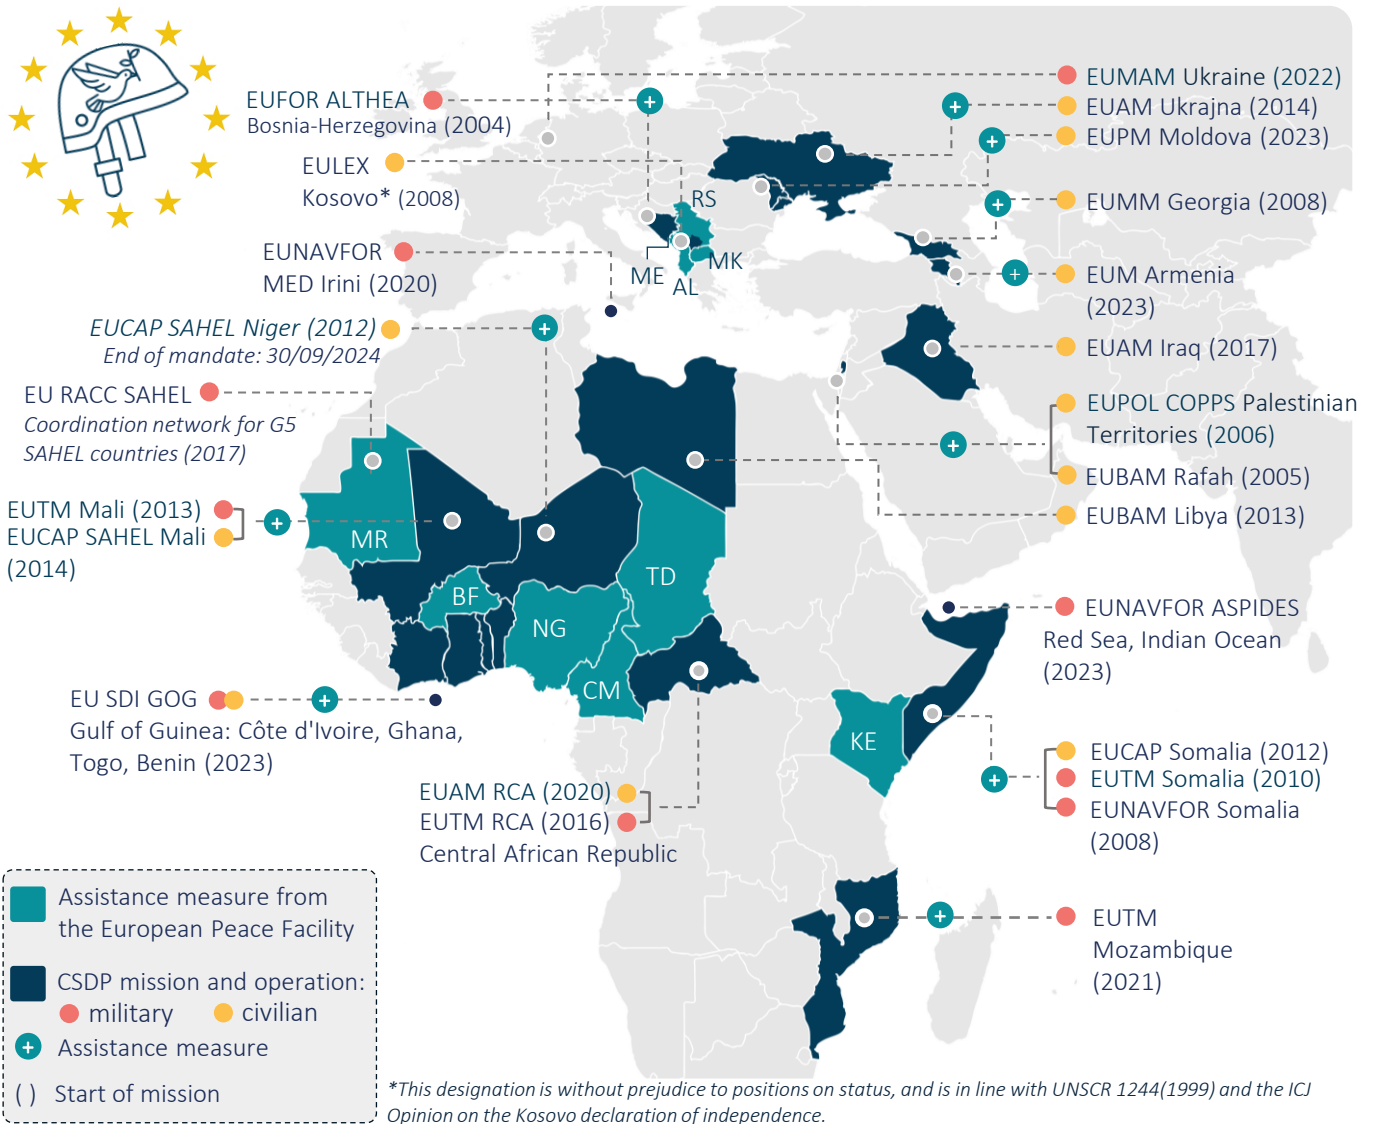 EUFOR ALTHEA
Bosnia-Herzegovina (2004)
EULEX
Kosovo* (2008)
EUNAVFOR
MED Irini (2020)
EUCAP SAHEL Niger (2012)
End of mandate: 30/09/2024
EU RACC SAHEL
Coordination network for G5
SAHEL countries (2017)
EUTM Mali (2013)
EUCAP SAHEL Mali
(2014)
EU SDI GOG
Gulf of Guinea: Côte d'Ivoire, Ghana,
Togo, Benin (2023)
EUAM RCA (2020)
EUTM RCA (2016)
Central African Republic
RS
ME
MK
AL
MR
BF
NG
TD
CM
KE
EUMAM Ukraine (2022)
EUAM Ukrajna (2014)
EUPM Moldova (2023)
EUMM Georgia (2008)
EUM Armenia
(2023)
EUAM Iraq (2017)
EUPOL COPPS Palestinian
Territories (2006)
EUBAM Rafah (2005)
EUBAM Libya (2013)
EUNAVFOR ASPIDES
Red Sea, Indian Ocean
(2023)
EUCAP Somalia (2012)
EUTM Somalia (2010)
EUNAVFOR Somalia
(2008)
EUTM
Mozambique
(2021)
Assistance measure from
the European Peace Facility
CSDP mission and operation:
military civilian
Assistance measure
( ) Start of mission
*This designation is without prejudice to positions on status, and is in line with UNSCR 1244(1999) and the ICJ
Opinion on the Kosovo declaration of independence.